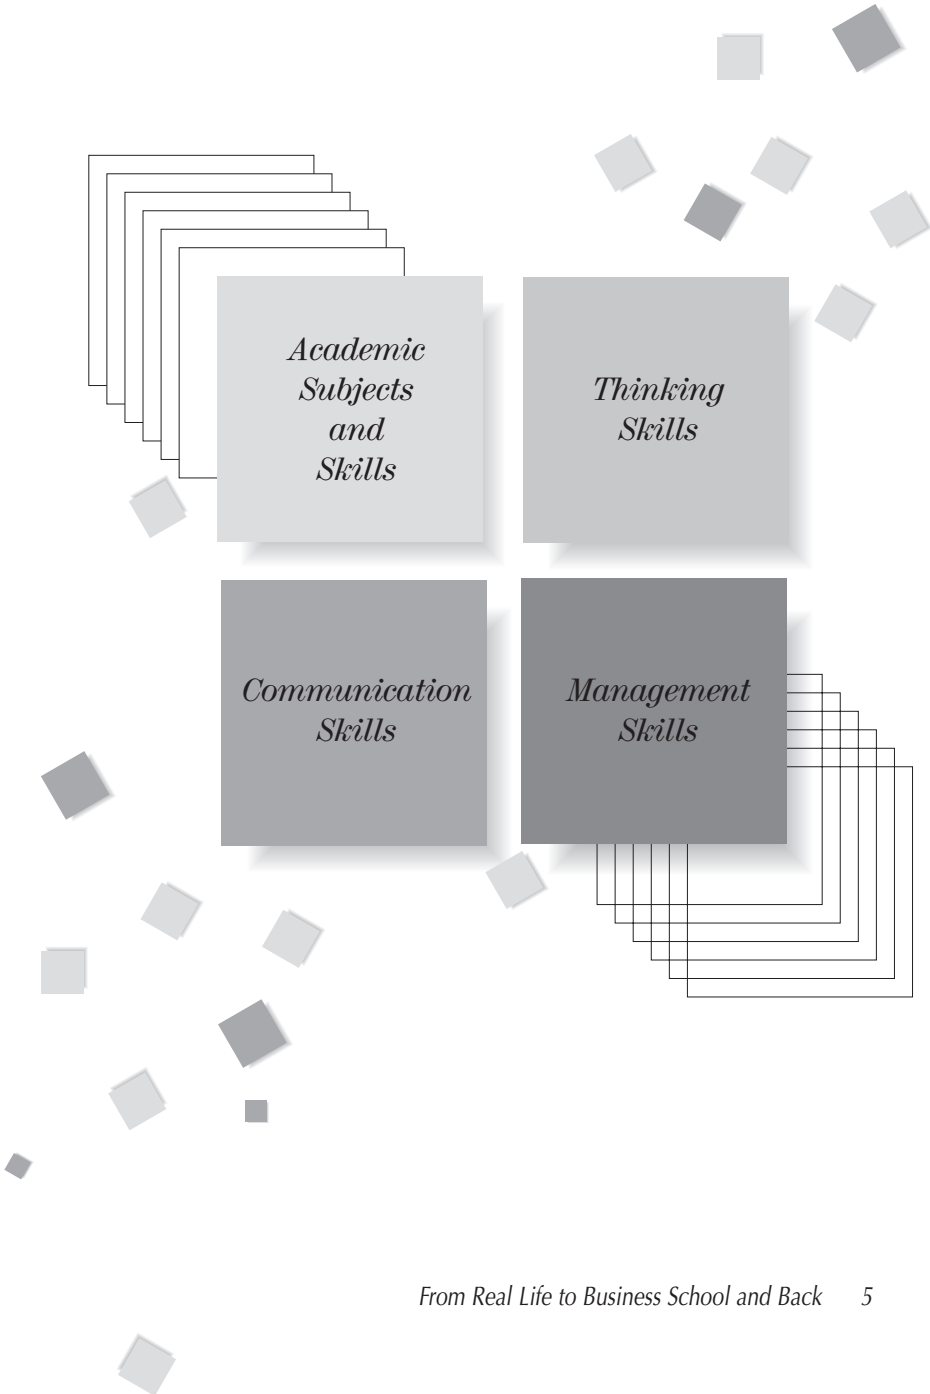 Academic
Subjects
and
Skills
Thinking
Skills
Communication
Skills
Management
Skills
From Real Life to Business School and Back 5